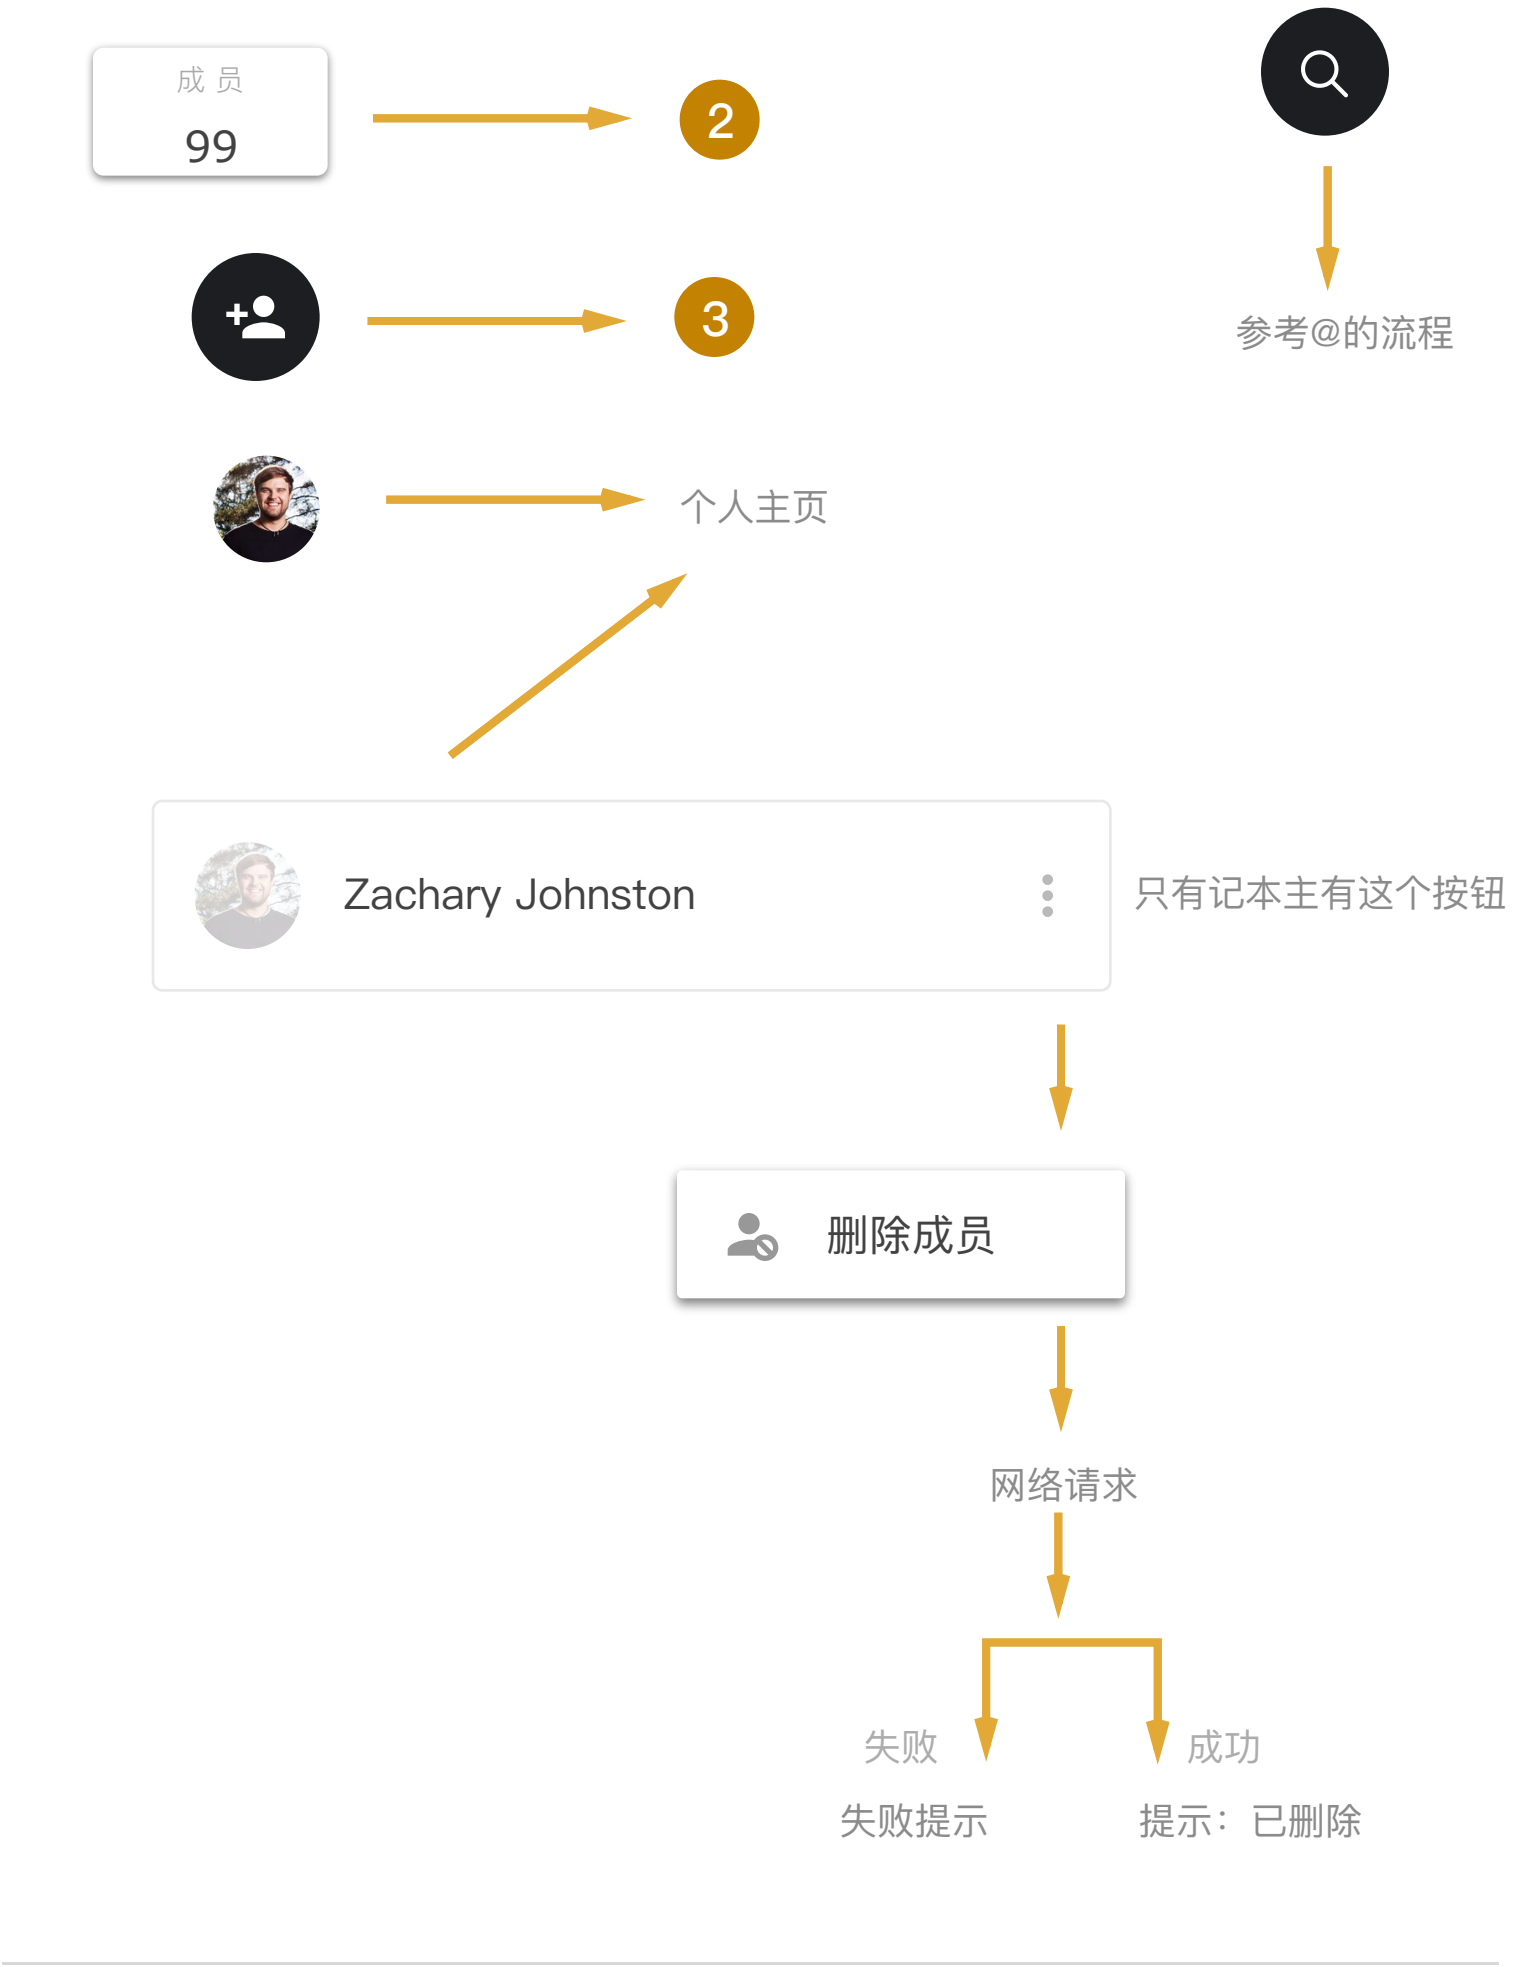 成 员
99
2
3
参考@的流程
个人主页
Zachary Johnston
只有记本主有这个按钮
删除成员
网络请求
失败
成功
失败提示
提示：已删除